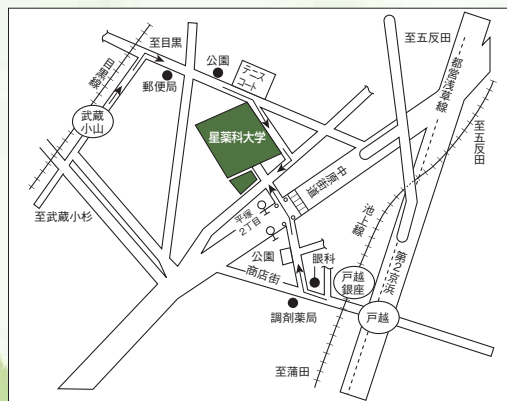 至目黒
公園
テニス
コート
至五反田
都営浅草線
至五反田
目黒線
郵便局
武蔵
小山
星薬科大学
中原
街道
至武蔵小杉
平塚
2丁目
池上線
公園
眼科
第2京浜
商店街
戸越
銀座
戸越
調剤薬局
至蒲田